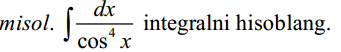 misol. ∫ dx / cos⁴ x integralni hisoblang.